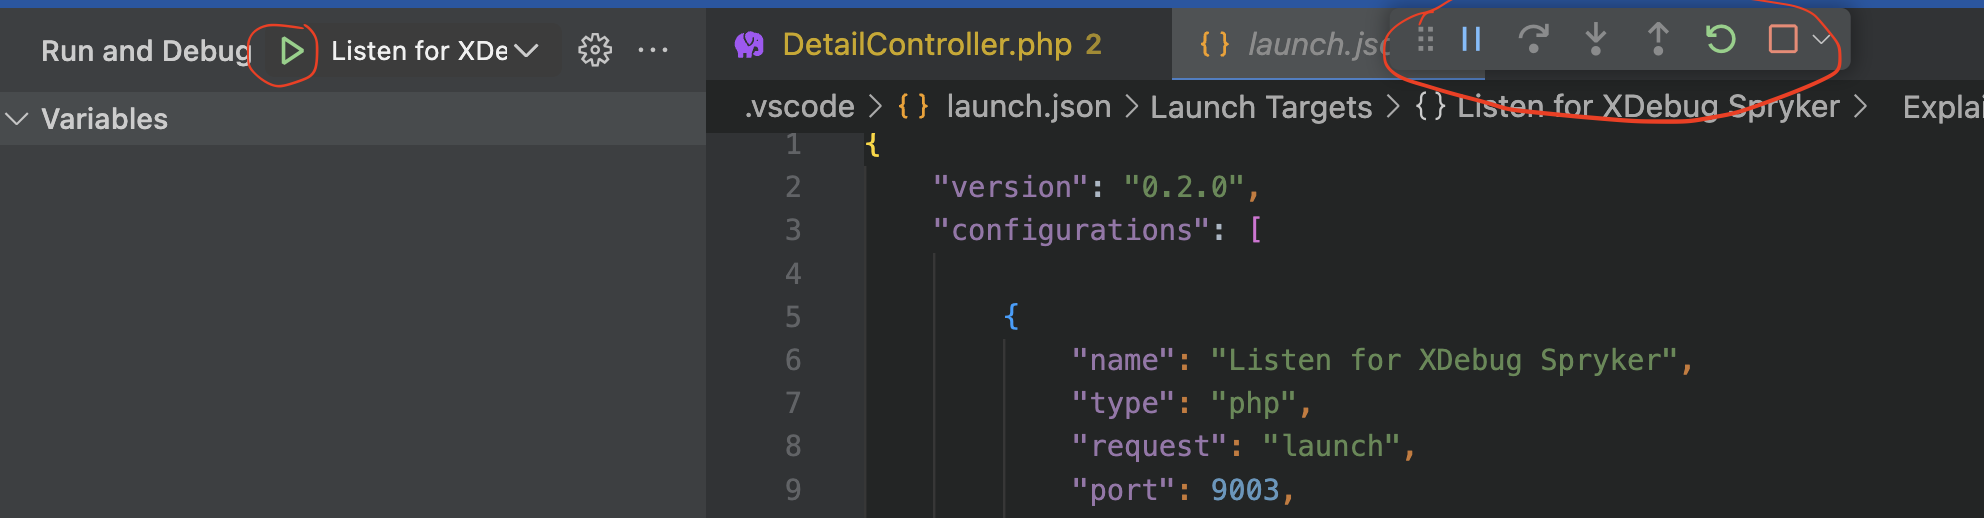 Run and Debug Listen for XDe
DetailController.php 2
{} launch.jsc
Variables
.vscode > {} launch.json > Launch Targets > {} Listen for XDebug Spryker > Explai
1 {
2 "version": "0.2.0",
3 "configurations": [
4
5 {
6 "name": "Listen for XDebug Spryker",
7 "type": "php",
8 "request": "launch",
9 "port": 9003,